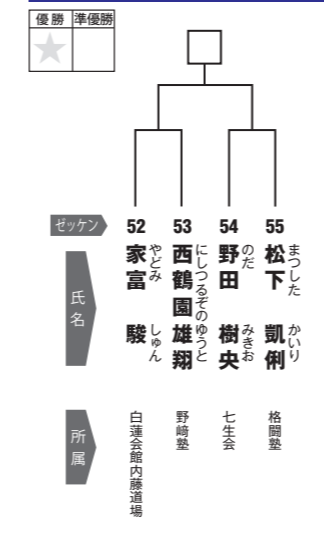 優勝 準優勝
ゼッケン
52 53 54 55
氏名
家富 駿
やどみ しゅん
西鶴園 雄翔
にしつるぞの ゆうと
野田 樹央
のだ みきお
松下 凱俐
まつした かいり
所属
白蓮会館内藤道場
野﨑塾
七生会
格闘塾